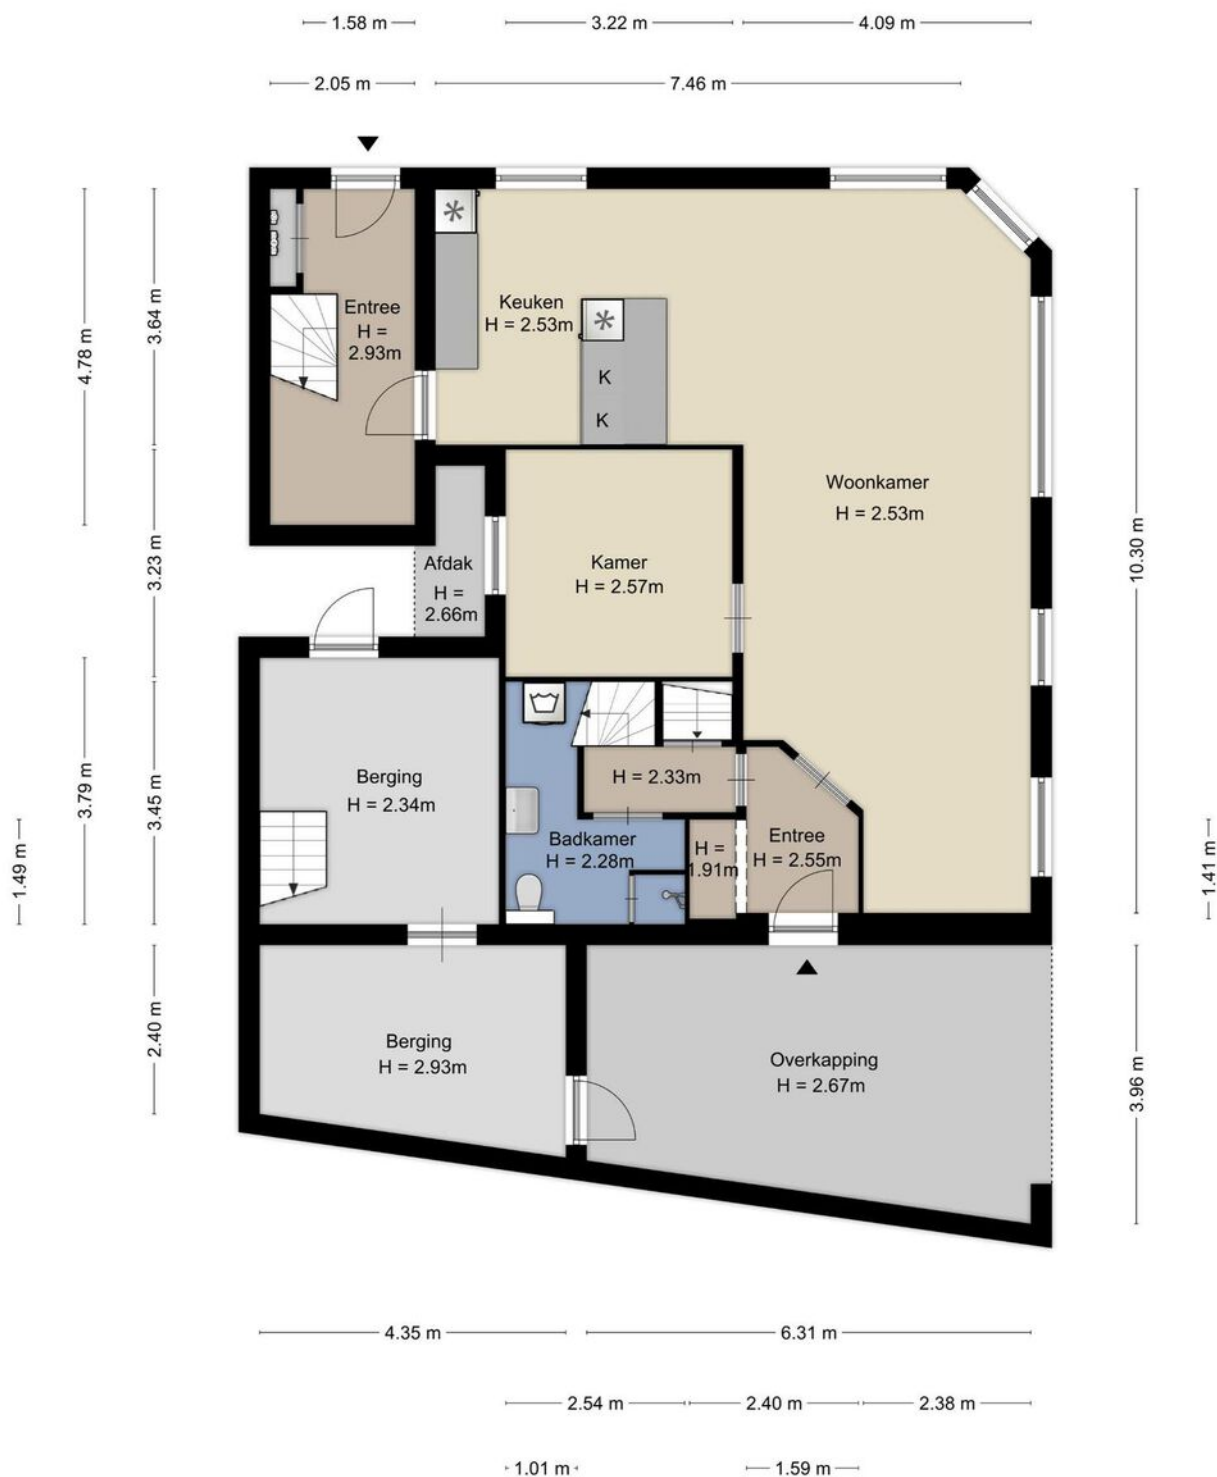 1.58 m
3.22 m
4.09 m
2.05 m
7.46 m
4.78 m
3.64 m
3.23 m
3.79 m
3.45 m
1.49 m
2.40 m
Entree
H =
2.93m
Keuken
H = 2.53m
K
K
Woonkamer
H = 2.53m
Afdak
H =
2.66m
Kamer
H = 2.57m
Berging
H = 2.34m
H = 2.33m
Badkamer
H = 2.28m
H =
1.91m
Entree
H = 2.55m
Berging
H = 2.93m
Overkapping
H = 2.67m
10.30 m
1.41 m
3.96 m
4.35 m
6.31 m
2.54 m
2.40 m
2.38 m
1.01 m
1.59 m